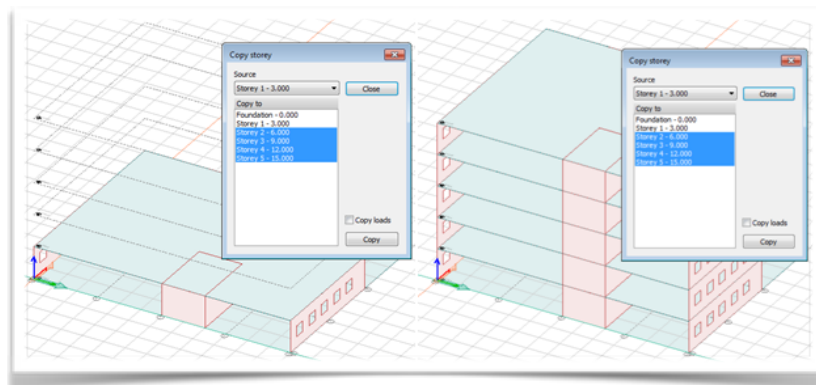 Copy storey
Source
Storey 1 - 3.000
Close
Copy to
Foundation - 0.000
Storey 1 - 3.000
Storey 2 - 6.000
Storey 3 - 9.000
Storey 4 - 12.000
Storey 5 - 15.000
Copy loads
Copy
Copy storey
Source
Storey 1 - 3.000
Close
Copy to
Foundation - 0.000
Storey 1 - 3.000
Storey 2 - 6.000
Storey 3 - 9.000
Storey 4 - 12.000
Storey 5 - 15.000
Copy loads
Copy